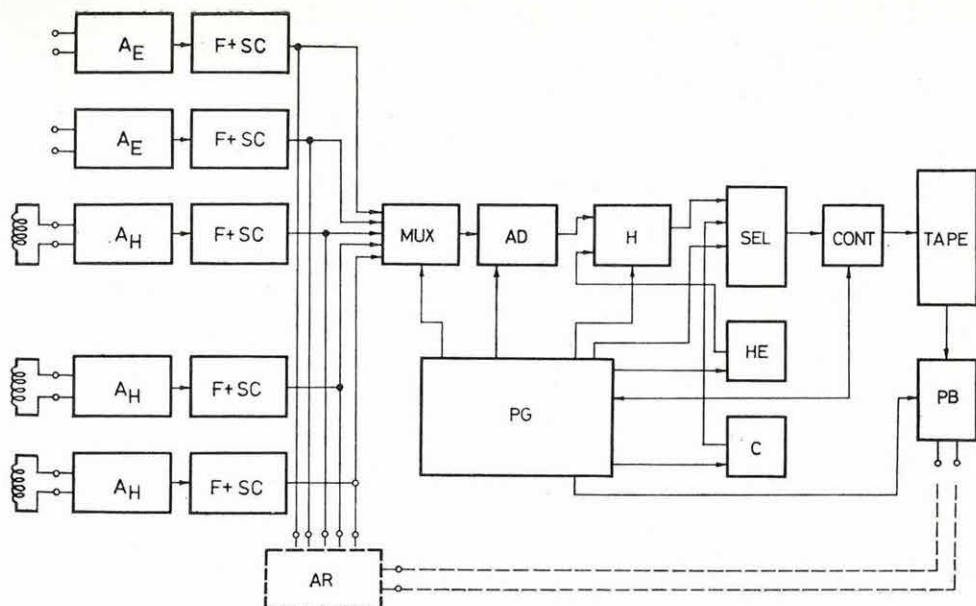 A_E F+SC
A_E F+SC
A_H F+SC
MUX AD H SEL CONT TAPE
HE
A_H F+SC
PG PB
C
A_H F+SC
AR